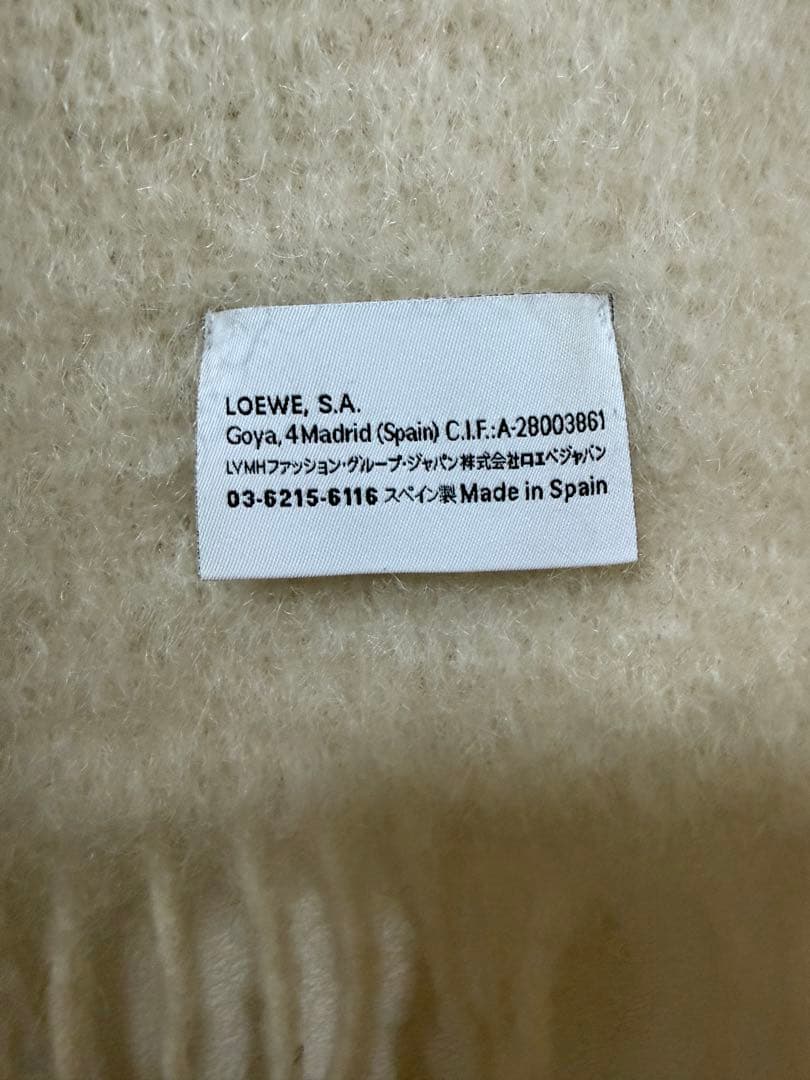 LOEWE, S.A.
Goya, 4 Madrid (Spain) C.I.F.:A-28003861
LVMHファッション・グループ・ジャパン株式会社ロエベジャパン
03-6215-6116 スペイン製 Made in Spain